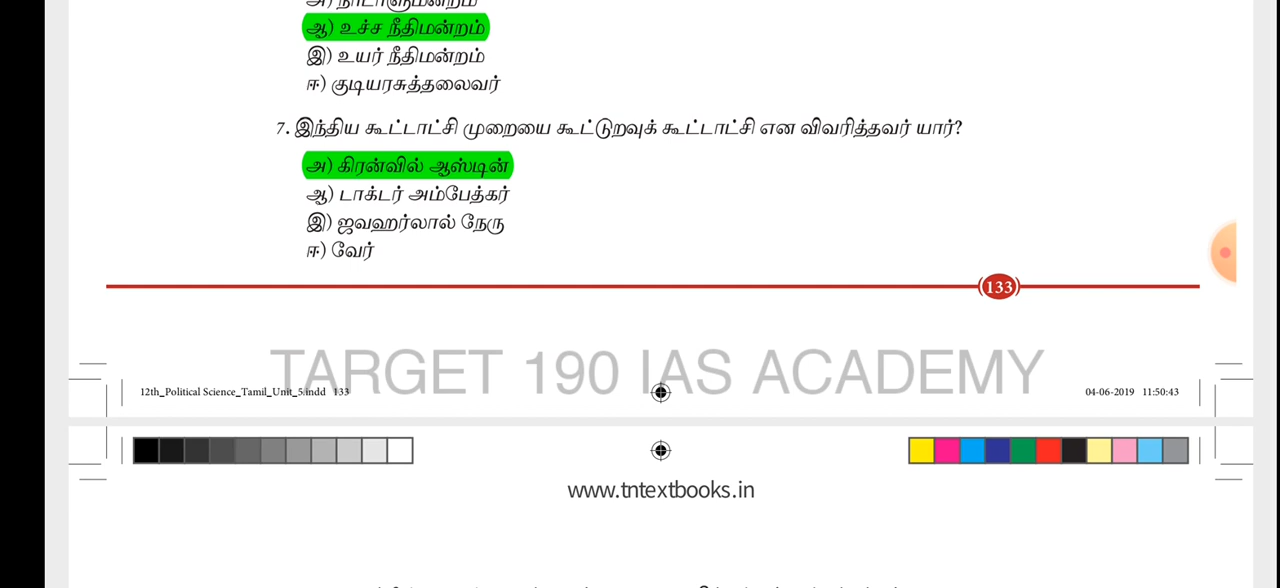 அ) நாடாளுமன்றம்
ஆ) உச்ச நீதிமன்றம்
இ) உயர் நீதிமன்றம்
ஈ) குடியரசுத்தலைவர்
7. இந்திய கூட்டாட்சி முறையை கூட்டுறவுக் கூட்டாட்சி என விவரித்தவர் யார்?
அ) கிரன்வில் ஆஸ்டின்
ஆ) டாக்டர் அம்பேத்கர்
இ) ஜவஹர்லால் நேரு
ஈ) வேர்
133
TARGET 190 IAS ACADEMY
12th_Political Science_Tamil_Unit_5.indd 133
04-06-2019 11:50:43
www.tntextbooks.in